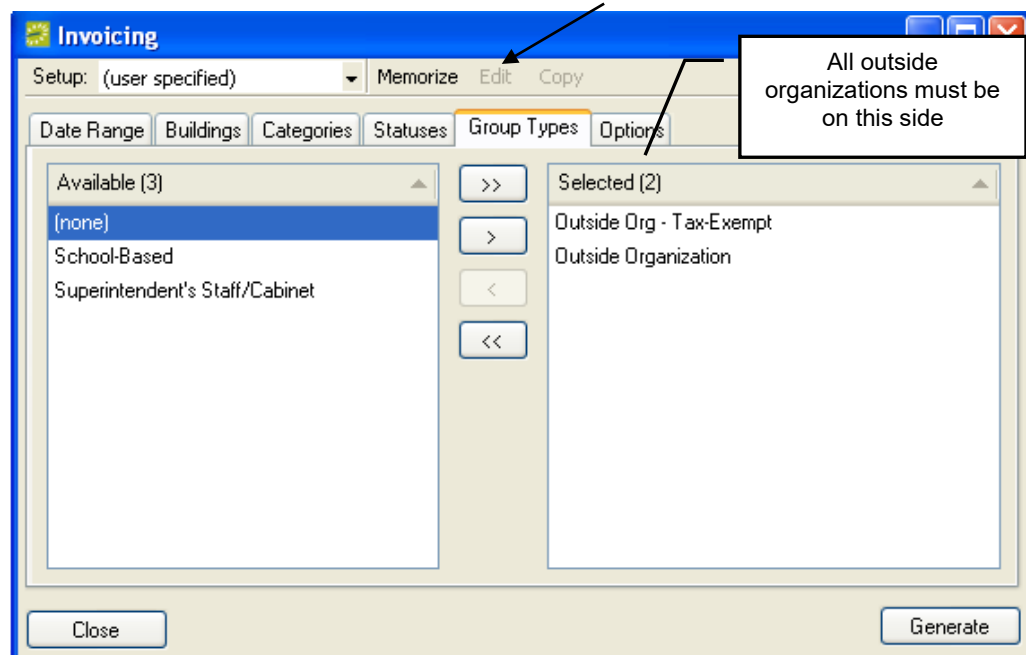 Invoicing
Setup: (user specified) Memorize Edit Copy
All outside
organizations must be
on this side
Date Range Buildings Categories Statuses Group Types Options
Available (3)
(none)
School-Based
Superintendent's Staff/Cabinet
>>
>
<
<<
Selected (2)
Outside Org - Tax-Exempt
Outside Organization
Close
Generate